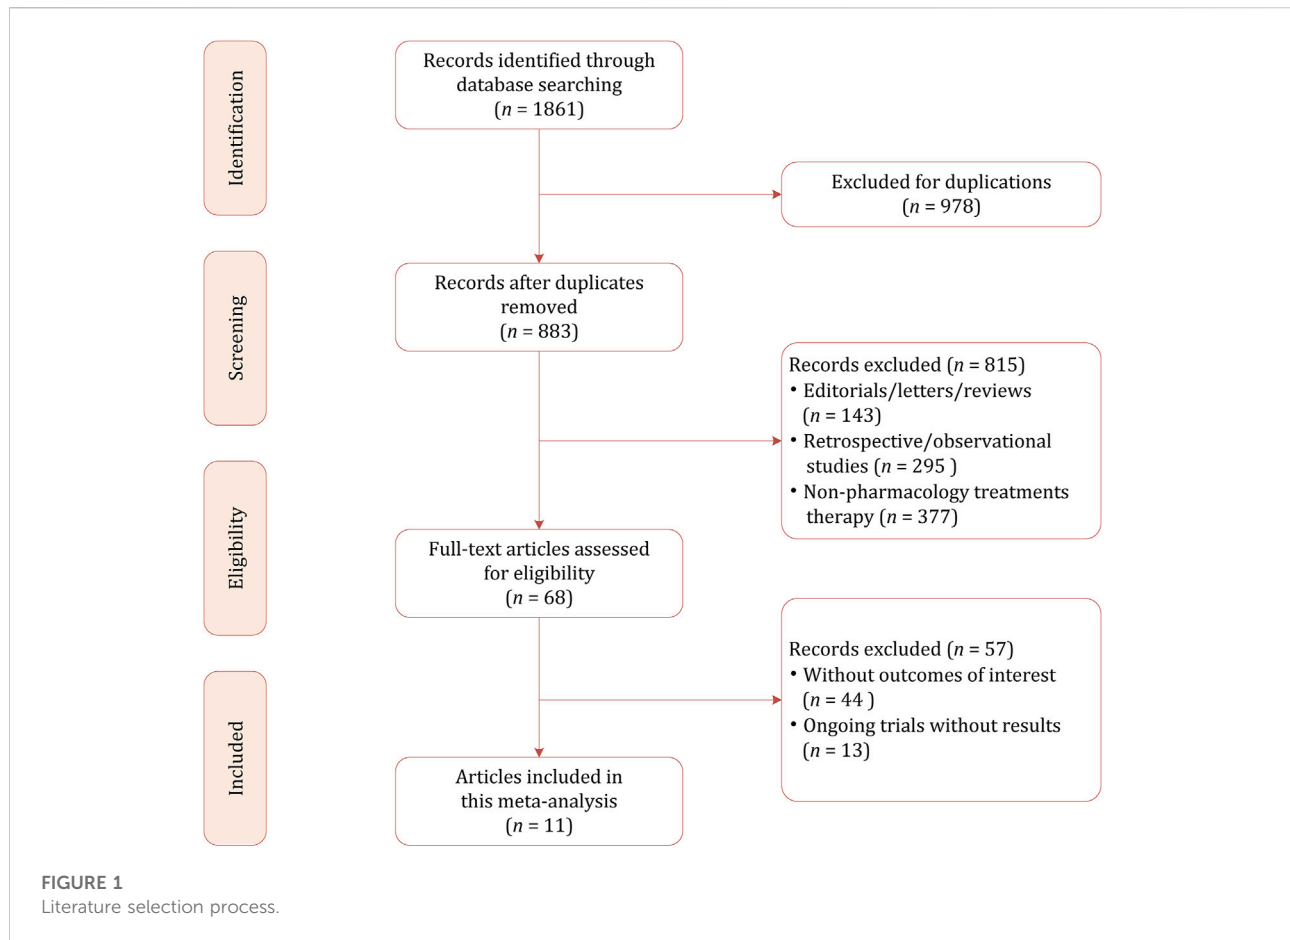 Identification
Records identified through
database searching
(n = 1861)
Excluded for duplications
(n = 978)
Screening
Records after duplicates
removed
(n = 883)
Records excluded (n = 815)
• Editorials/letters/reviews
(n = 143)
• Retrospective/observational
studies (n = 295 )
• Non-pharmacology treatments
therapy (n = 377)
Eligibility
Full-text articles assessed
for eligibility
(n = 68)
Records excluded (n = 57)
• Without outcomes of interest
(n = 44 )
• Ongoing trials without results
(n = 13)
Included
Articles included in
this meta-analysis
(n = 11)
FIGURE 1
Literature selection process.